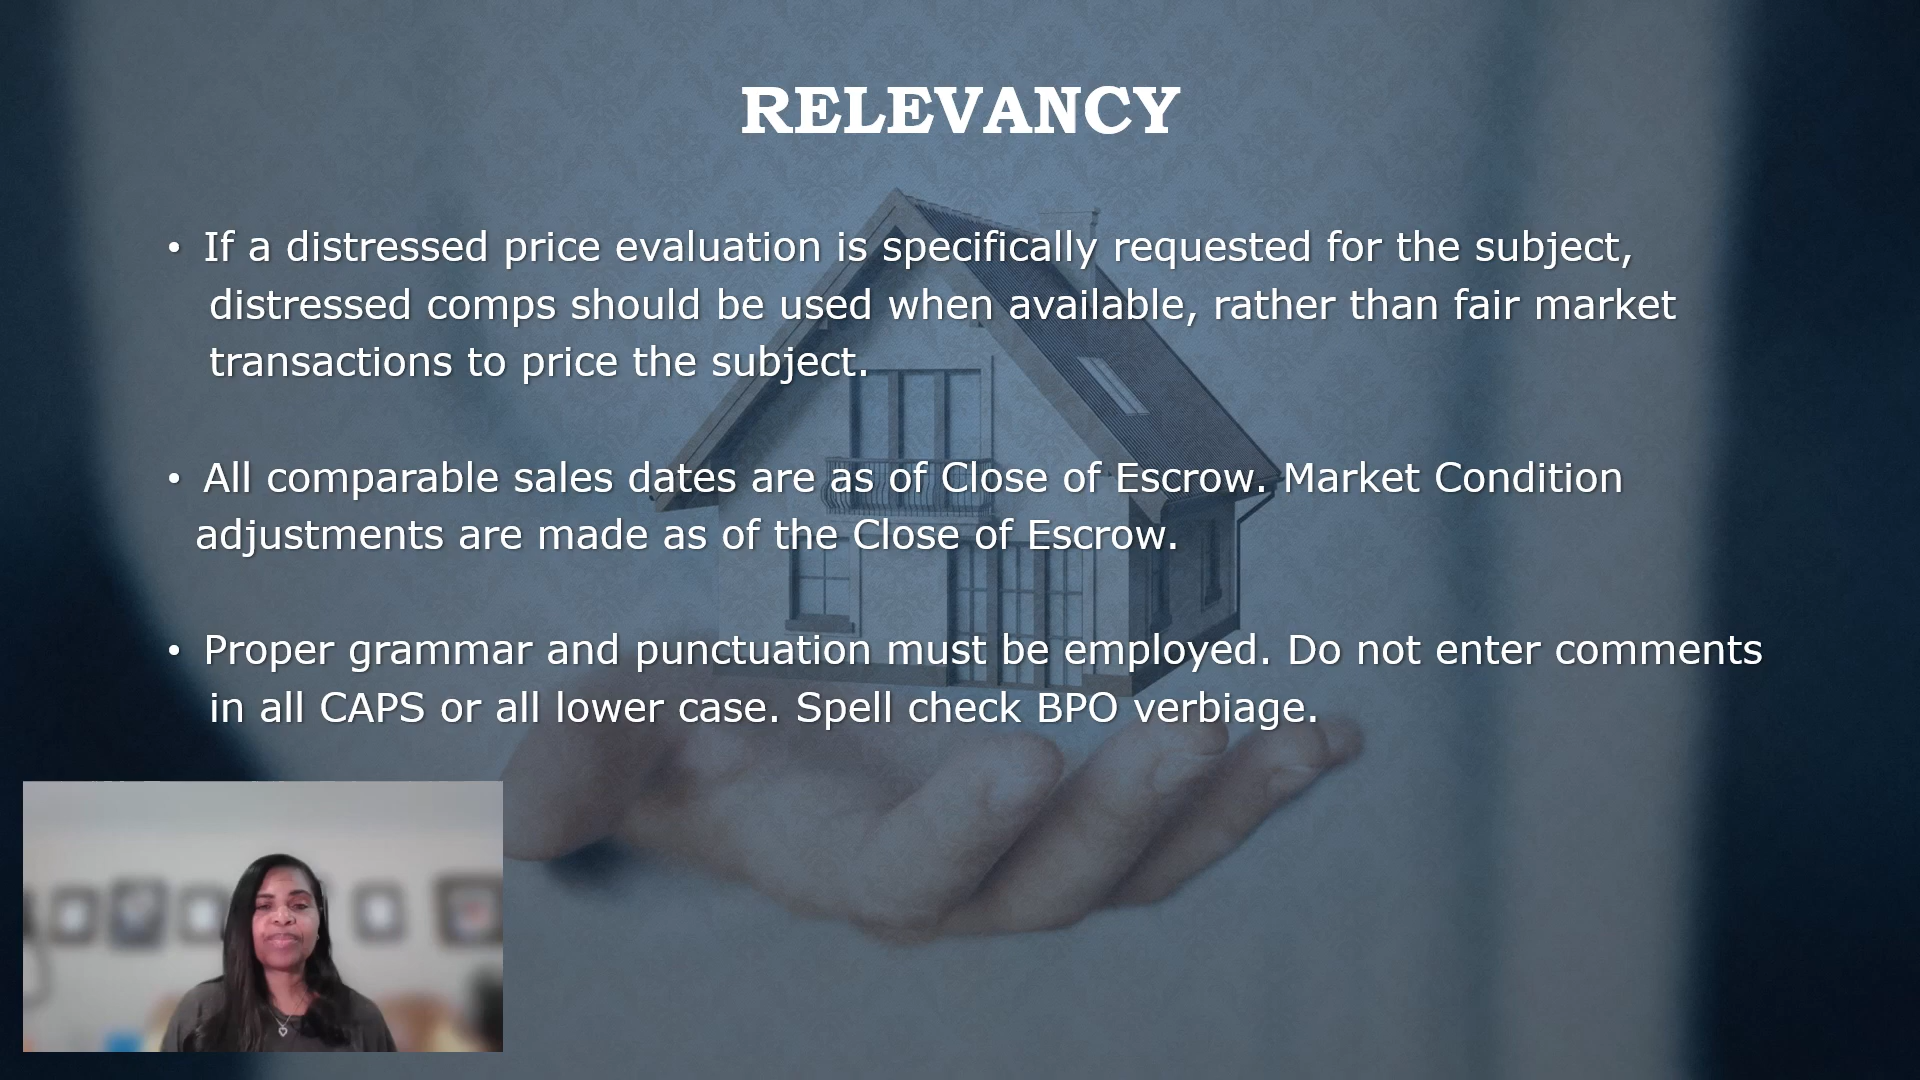 RELEVANCY
• If a distressed price evaluation is specifically requested for the subject,
distressed comps should be used when available, rather than fair market
transactions to price the subject.
• All comparable sales dates are as of Close of Escrow. Market Condition
adjustments are made as of the Close of Escrow.
• Proper grammar and punctuation must be employed. Do not enter comments
in all CAPS or all lower case. Spell check BPO verbiage.